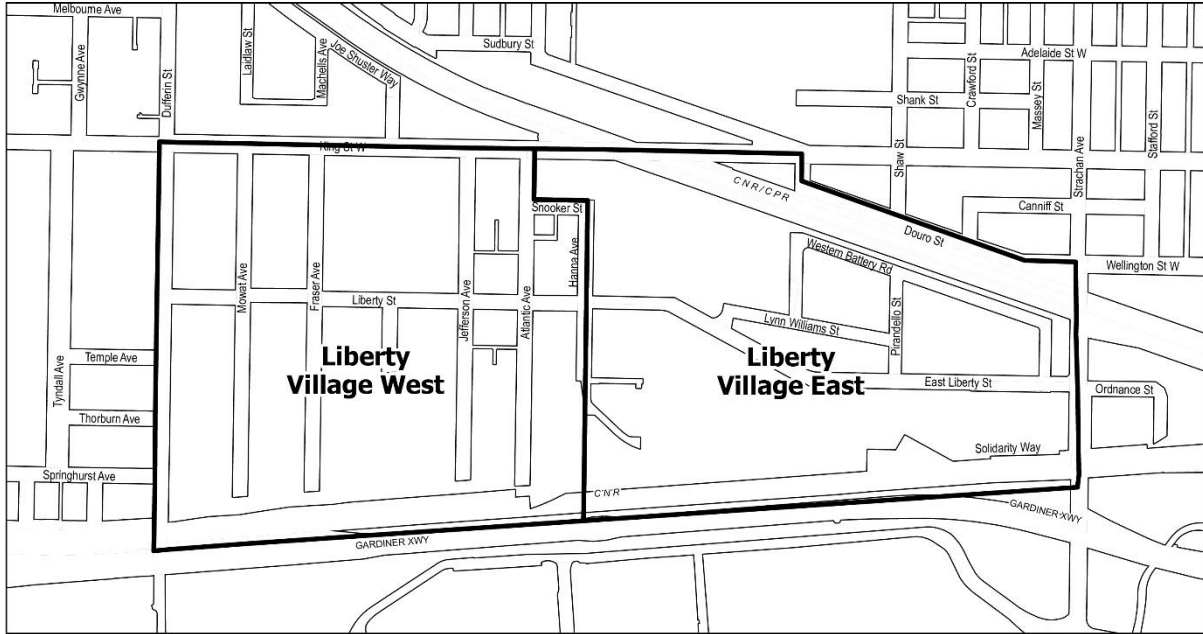 Melbourne Ave
Gwynne Ave
Dufferin St
Laidlaw St
Machells Ave
Joe Shuster Way
Sudbury St
Adelaide St W
Shank St
Crawford St
Massey St
Strachan Ave
Stafford St
Shaw St
King St W
CNR/CPR
Canniff St
Douro St
Wellington St W
Snooker St
Hanna Ave
Western Battery Rd
Mowat Ave
Fraser Ave
Liberty St
Jefferson Ave
Atlantic Ave
Lynn Williams St
Pirandello St
Tyndall Ave
Temple Ave
Liberty
Village West
Liberty
Village East
East Liberty St
Ordnance St
Thorburn Ave
Springhurst Ave
Solidarity Way
C'N'R
GARDINER XWY
GARDINER XWY